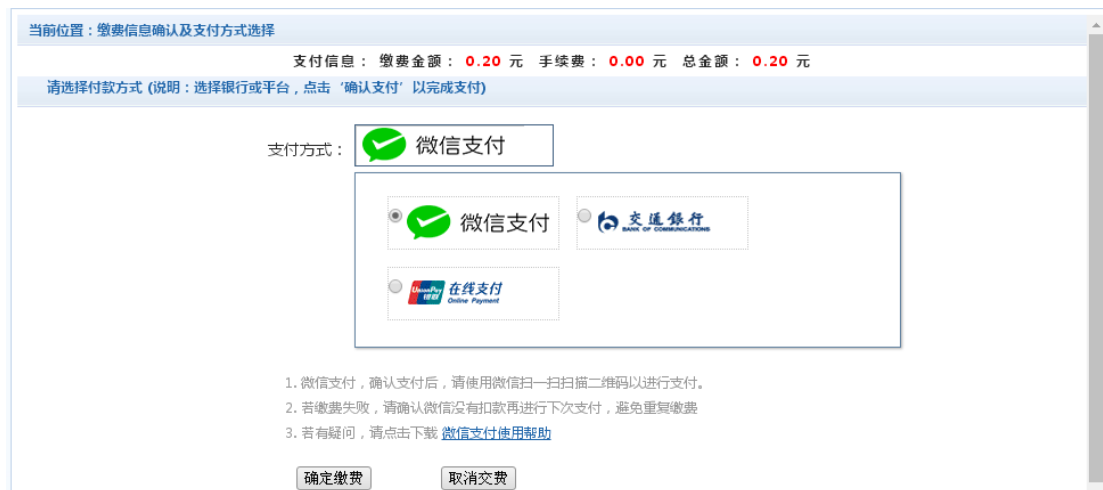 当前位置：缴费信息确认及支付方式选择
支付信息： 缴费金额： 0.20 元 手续费： 0.00 元 总金额： 0.20 元
请选择付款方式 (说明：选择银行或平台，点击‘确认支付’以完成支付)
支付方式： 微信支付
微信支付 交通银行 BANK OF COMMUNICATIONS
UnionPay 银联 在线支付 Online Payment
1. 微信支付，确认支付后，请使用微信扫一扫扫描二维码以进行支付。
2. 若缴费失败，请确认微信没有扣款再进行下次支付，避免重复缴费
3. 若有疑问，请点击下载 微信支付使用帮助
确定缴费 取消交费